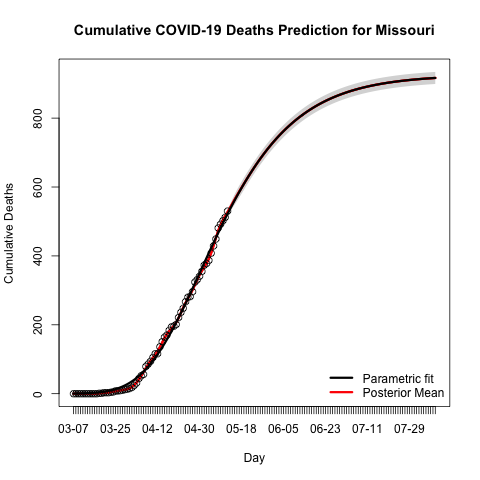 Cumulative COVID-19 Deaths Prediction for Missouri
Cumulative Deaths
800
600
400
200
0
Parametric fit
Posterior Mean
03-07 03-25 04-12 04-30 05-18 06-05 06-23 07-11 07-29
Day